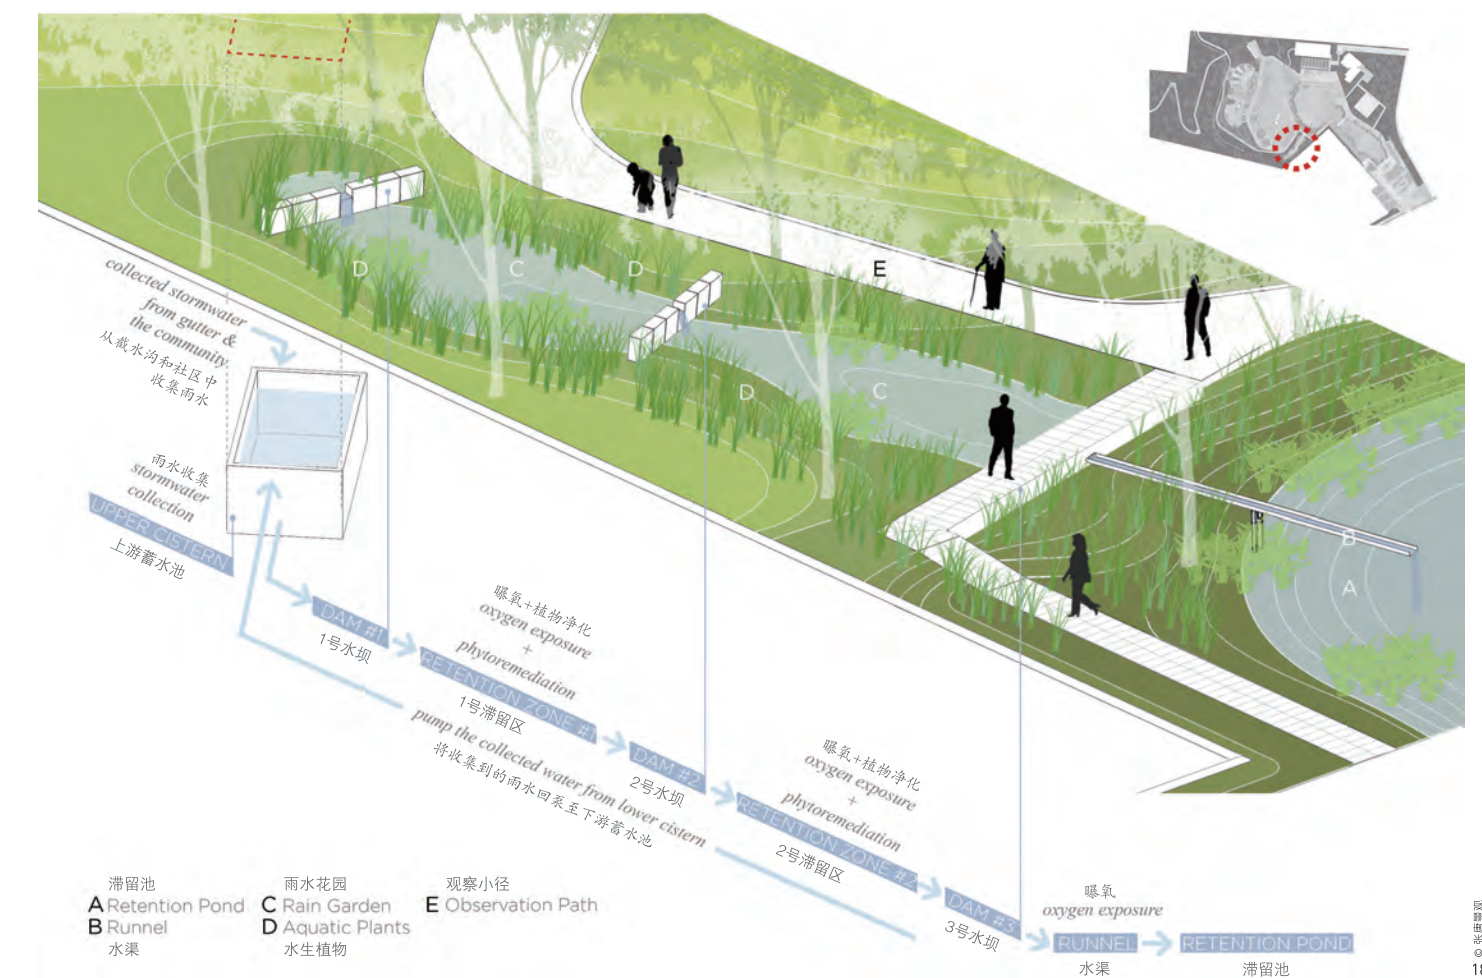 D
C
D
E
D
C
B
A
collected stormwater
from gutter &
the community
从截水沟和社区中
收集雨水
雨水收集
stormwater
collection
UPPER CISTERN
上游蓄水池
DAM #1
1号水坝
曝氧+植物净化
oxygen exposure
+
phytoremediation
RETENTION ZONE #1
1号滞留区
pump the collected water from lower cistern
将收集到的雨水回泵至下游蓄水池
DAM #2
2号水坝
曝氧+植物净化
oxygen exposure
+
phytoremediation
RETENTION ZONE #2
2号滞留区
DAM #3
3号水坝
曝氧
oxygen exposure
RUNNEL
水渠
RETENTION POND
滞留池
滞留池
A Retention Pond
B Runnel
水渠
雨水花园
C Rain Garden
D Aquatic Plants
水生植物
观察小径
E Observation Path